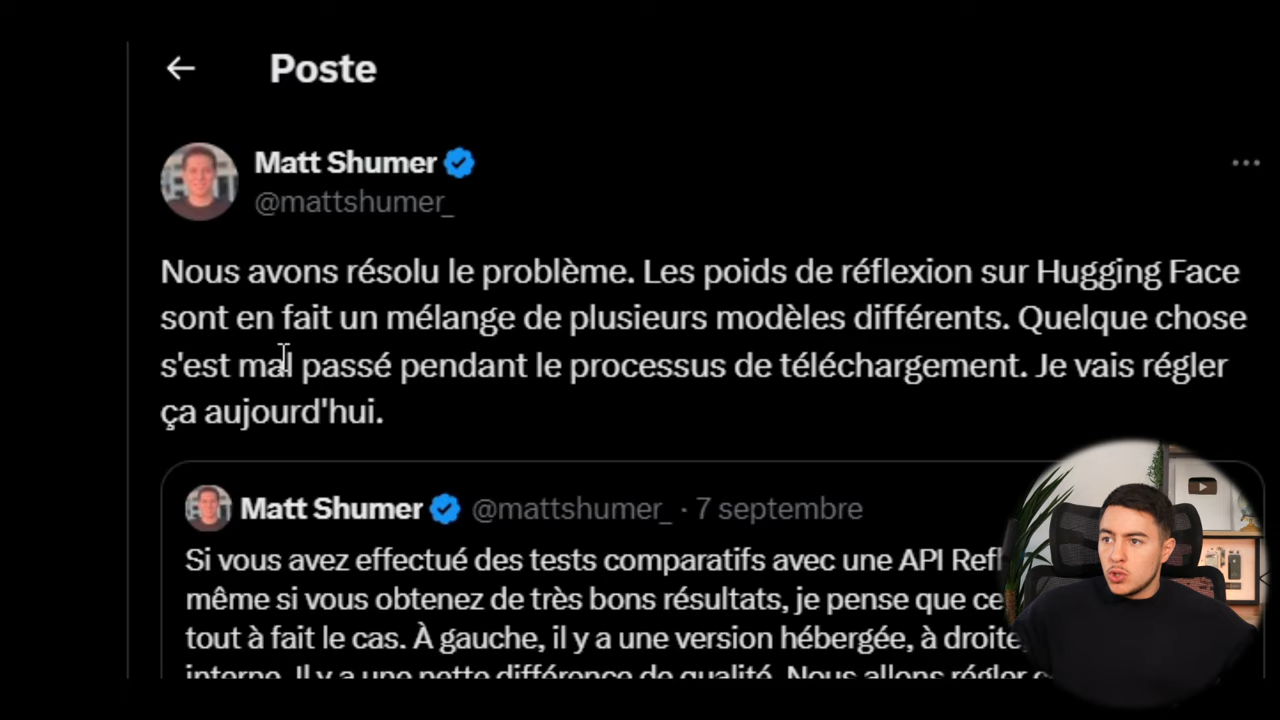 Poste
Matt Shumer
@mattshumer_
Nous avons résolu le problème. Les poids de réflexion sur Hugging Face
sont en fait un mélange de plusieurs modèles différents. Quelque chose
s'est mal passé pendant le processus de téléchargement. Je vais régler
ça aujourd'hui.
Matt Shumer @mattshumer_ · 7 septembre
Si vous avez effectué des tests comparatifs avec une API Refl
même si vous obtenez de très bons résultats, je pense que ce
tout à fait le cas. À gauche, il y a une version hébergée, à droite,
interne. Il y a une nette différence de qualité. Nous allons régler